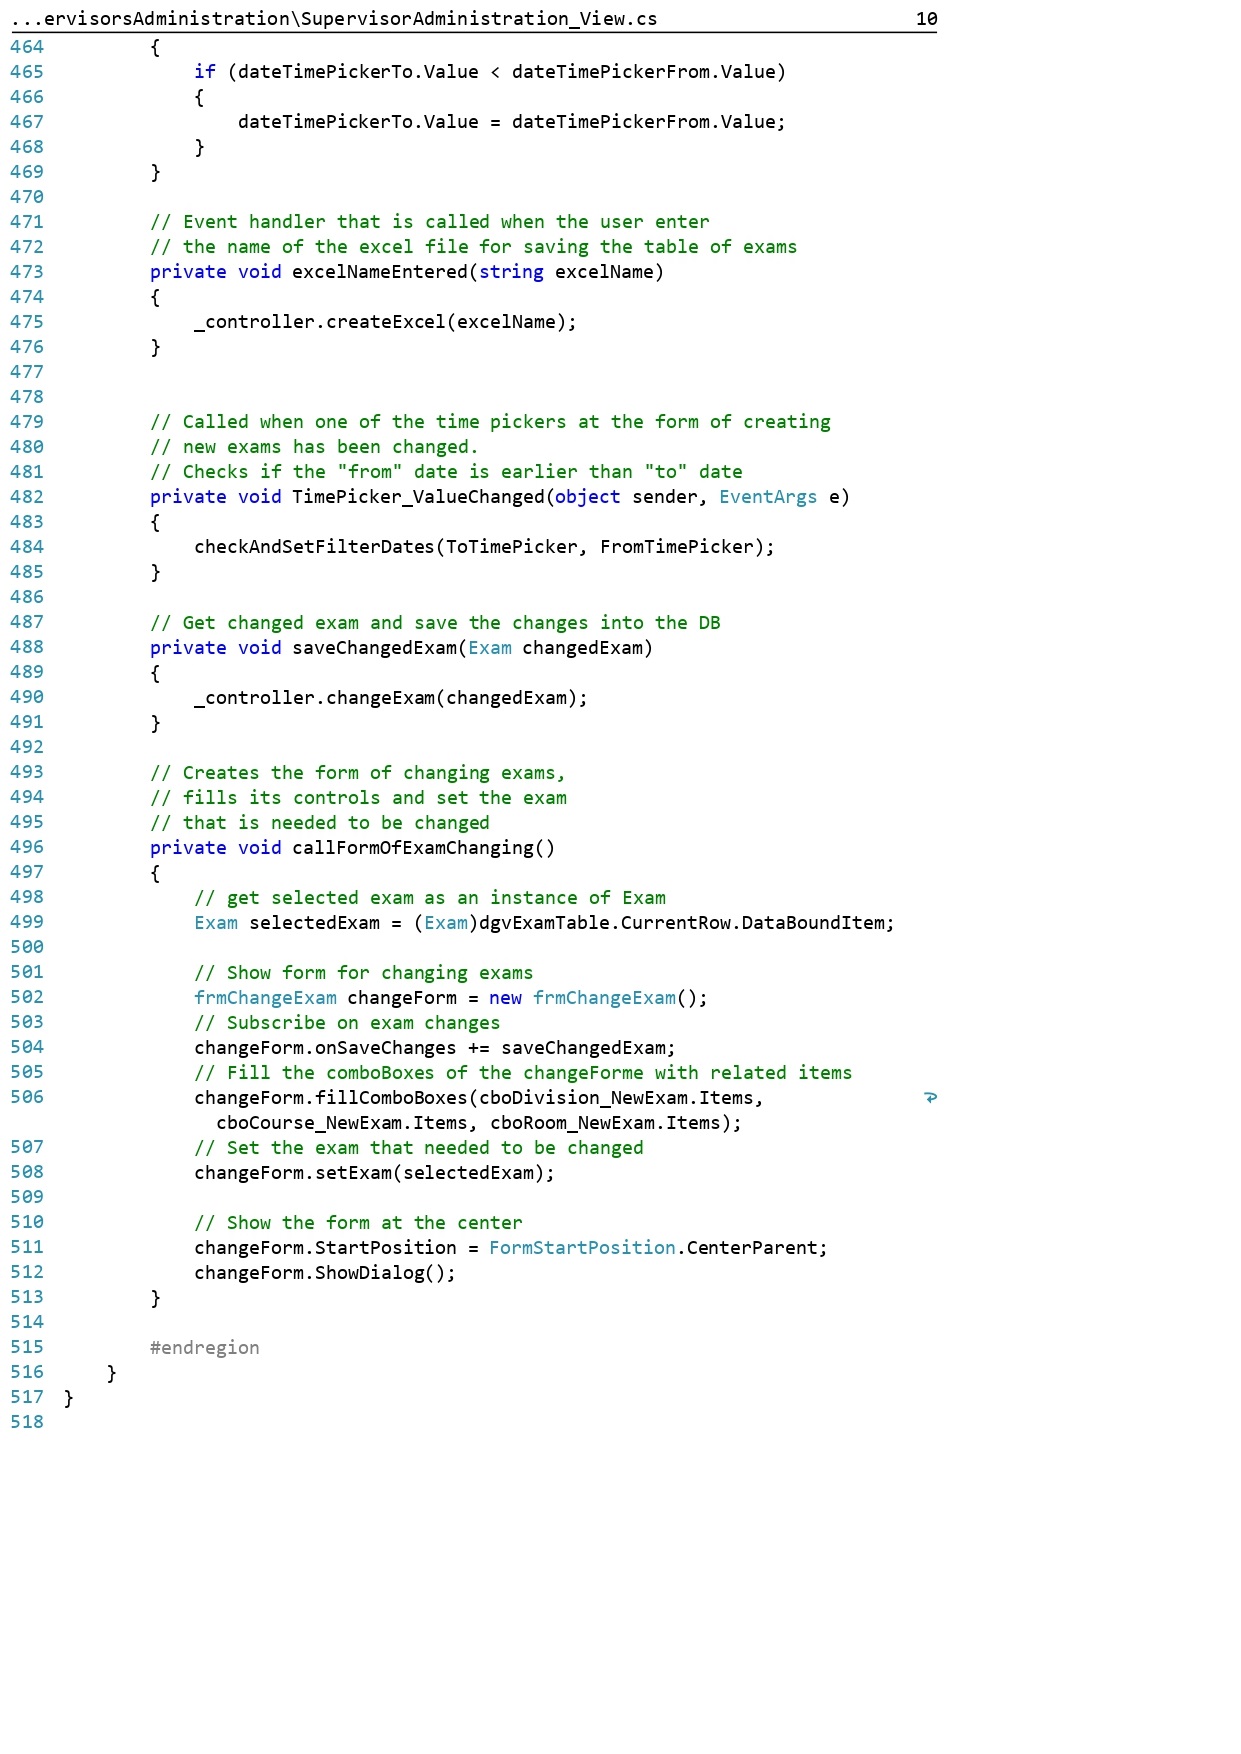 ...ervisorsAdministration\SupervisorAdministration_View.cs 10
464 {
465 if (dateTimePickerTo.Value < dateTimePickerFrom.Value)
466 {
467 dateTimePickerTo.Value = dateTimePickerFrom.Value;
468 }
469 }
470
471 // Event handler that is called when the user enter
472 // the name of the excel file for saving the table of exams
473 private void excelNameEntered(string excelName)
474 {
475 _controller.createExcel(excelName);
476 }
477
478
479 // Called when one of the time pickers at the form of creating
480 // new exams has been changed.
481 // Checks if the "from" date is earlier than "to" date
482 private void TimePicker_ValueChanged(object sender, EventArgs e)
483 {
484 checkAndSetFilterDates(ToTimePicker, FromTimePicker);
485 }
486
487 // Get changed exam and save the changes into the DB
488 private void saveChangedExam(Exam changedExam)
489 {
490 _controller.changeExam(changedExam);
491 }
492
493 // Creates the form of changing exams,
494 // fills its controls and set the exam
495 // that is needed to be changed
496 private void callFormOfExamChanging()
497 {
498 // get selected exam as an instance of Exam
499 Exam selectedExam = (Exam)dgvExamTable.CurrentRow.DataBoundItem;
500
501 // Show form for changing exams
502 frmChangeExam changeForm = new frmChangeExam();
503 // Subscribe on exam changes
504 changeForm.onSaveChanges += saveChangedExam;
505 // Fill the comboBoxes of the changeForme with related items
506 changeForm.fillComboBoxes(cboDivision_NewExam.Items,
cboCourse_NewExam.Items, cboRoom_NewExam.Items);
507 // Set the exam that needed to be changed
508 changeForm.setExam(selectedExam);
509
510 // Show the form at the center
511 changeForm.StartPosition = FormStartPosition.CenterParent;
512 changeForm.ShowDialog();
513 }
514
515 #endregion
516 }
517 }
518